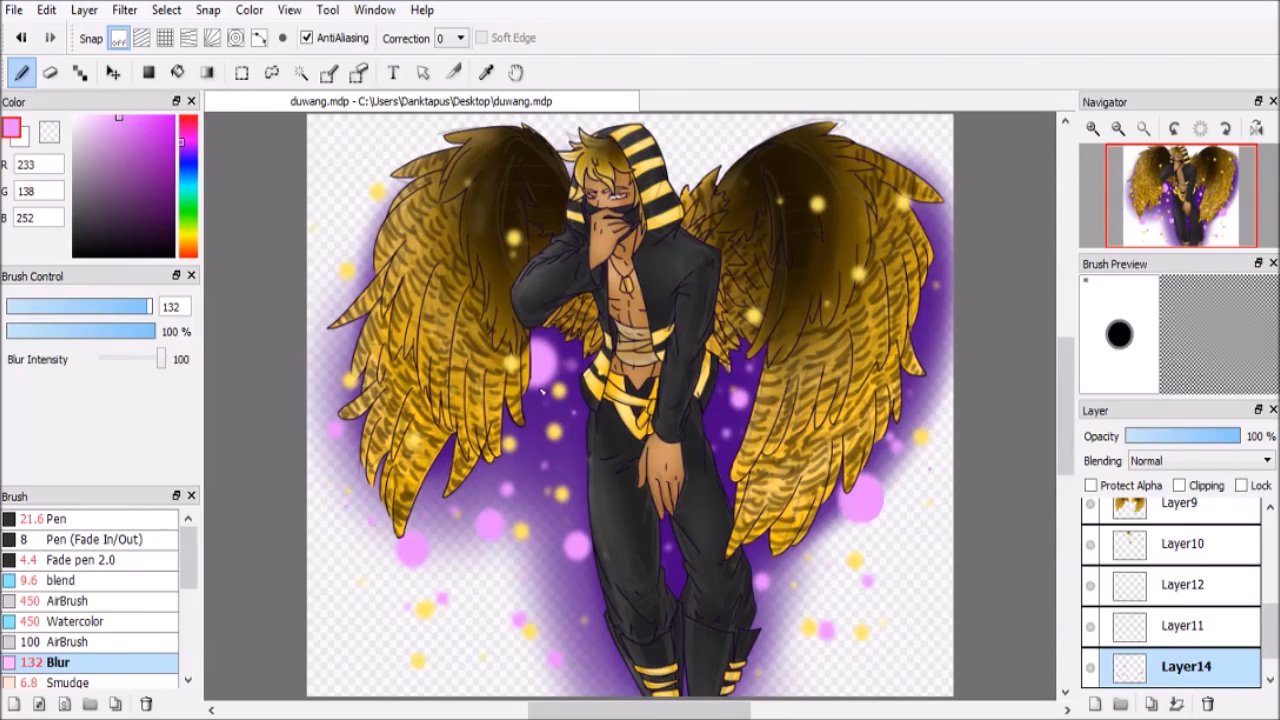 File Edit Layer Filter Select Snap Color View Tool Window Help
Snap off AntiAliasing Correction 0 Soft Edge
T
Color
duwang.mdp - C:\Users\Danktapus\Desktop\duwang.mdp
Navigator
R 233
G 138
B 252
Brush Control
132
100 %
Blur Intensity 100
Brush Preview
Layer
Opacity 100 %
Blending Normal
Protect Alpha Clipping Lock
Layer9
Layer10
Layer12
Layer11
Layer14
Brush
21.6 Pen
8 Pen (Fade In/Out)
4.4 Fade pen 2.0
9.6 blend
450 AirBrush
450 Watercolor
100 AirBrush
132 Blur
6.8 Smudge